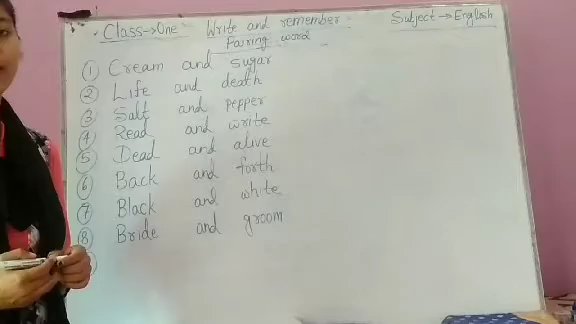 Class→One Write and remember Subject→English
Pairing word
1 Cream and sugar
2 Life and death
3 Salt and pepper
4 Read and write
5 Dead and alive
6 Back and forth
7 Black and white
8 Bride and groom